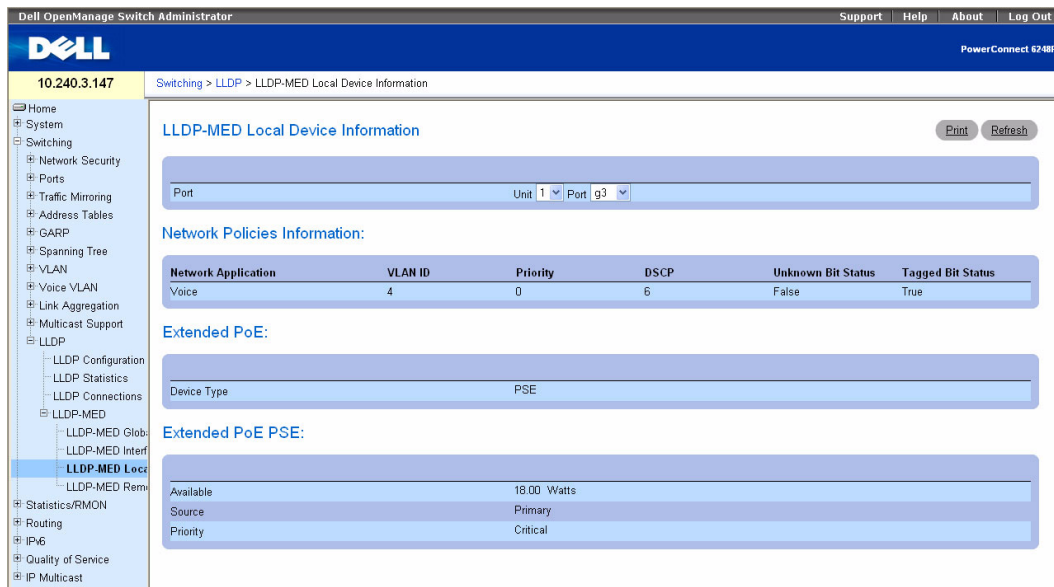 Dell OpenManage Switch Administrator Support Help About Log Out
DELL
PowerConnect 6248P
10.240.3.147
Switching > LLDP > LLDP-MED Local Device Information
Home
System
Switching
Network Security
Ports
Traffic Mirroring
Address Tables
GARP
Spanning Tree
VLAN
Voice VLAN
Link Aggregation
Multicast Support
LLDP
LLDP Configuration
LLDP Statistics
LLDP Connections
LLDP-MED
LLDP-MED Glob
LLDP-MED Interf
LLDP-MED Loca
LLDP-MED Rem
Statistics/RMON
Routing
IPv6
Quality of Service
IP Multicast
LLDP-MED Local Device Information
Print Refresh
Port Unit 1 Port g3
Network Policies Information:
Network Application VLAN ID Priority DSCP Unknown Bit Status Tagged Bit Status
Voice 4 0 6 False True
Extended PoE:
Device Type PSE
Extended PoE PSE:
Available 18.00 Watts
Source Primary
Priority Critical